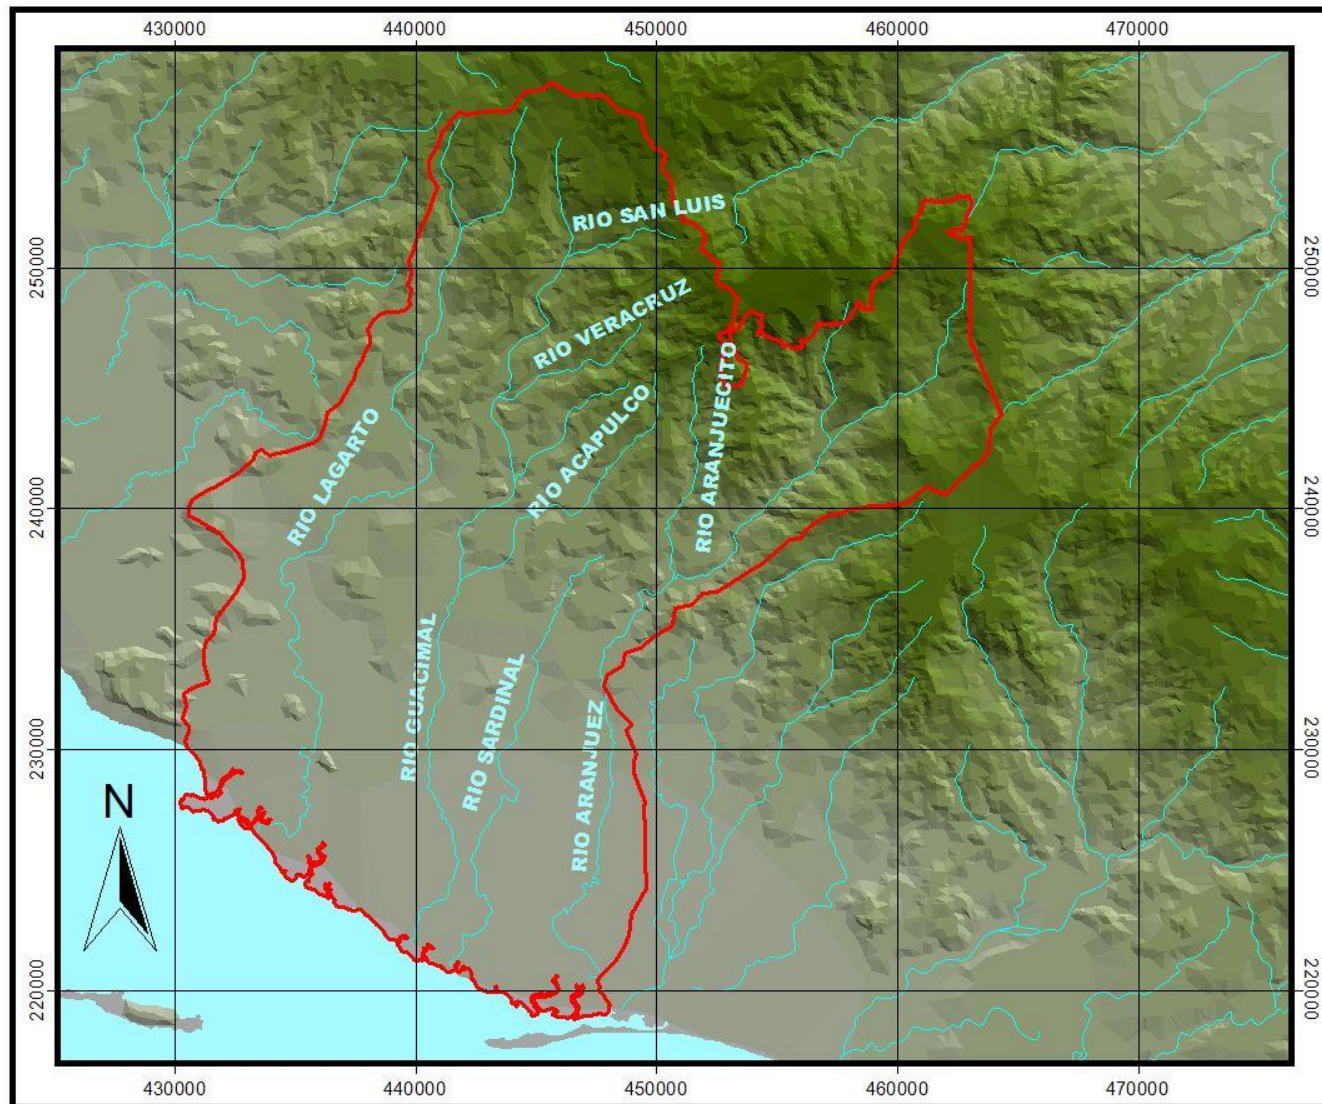 430000
440000
450000
460000
470000
RIO SAN LUIS
250000
250000
RIO VERACRUZ
RIO ARANJUECITO
RIO ACAPULCO
RIO LAGARTO
240000
240000
RIO GUACIMAL
RIO SARDINAL
RIO ARANJUEZ
230000
230000
N
220000
220000
430000
440000
450000
460000
470000